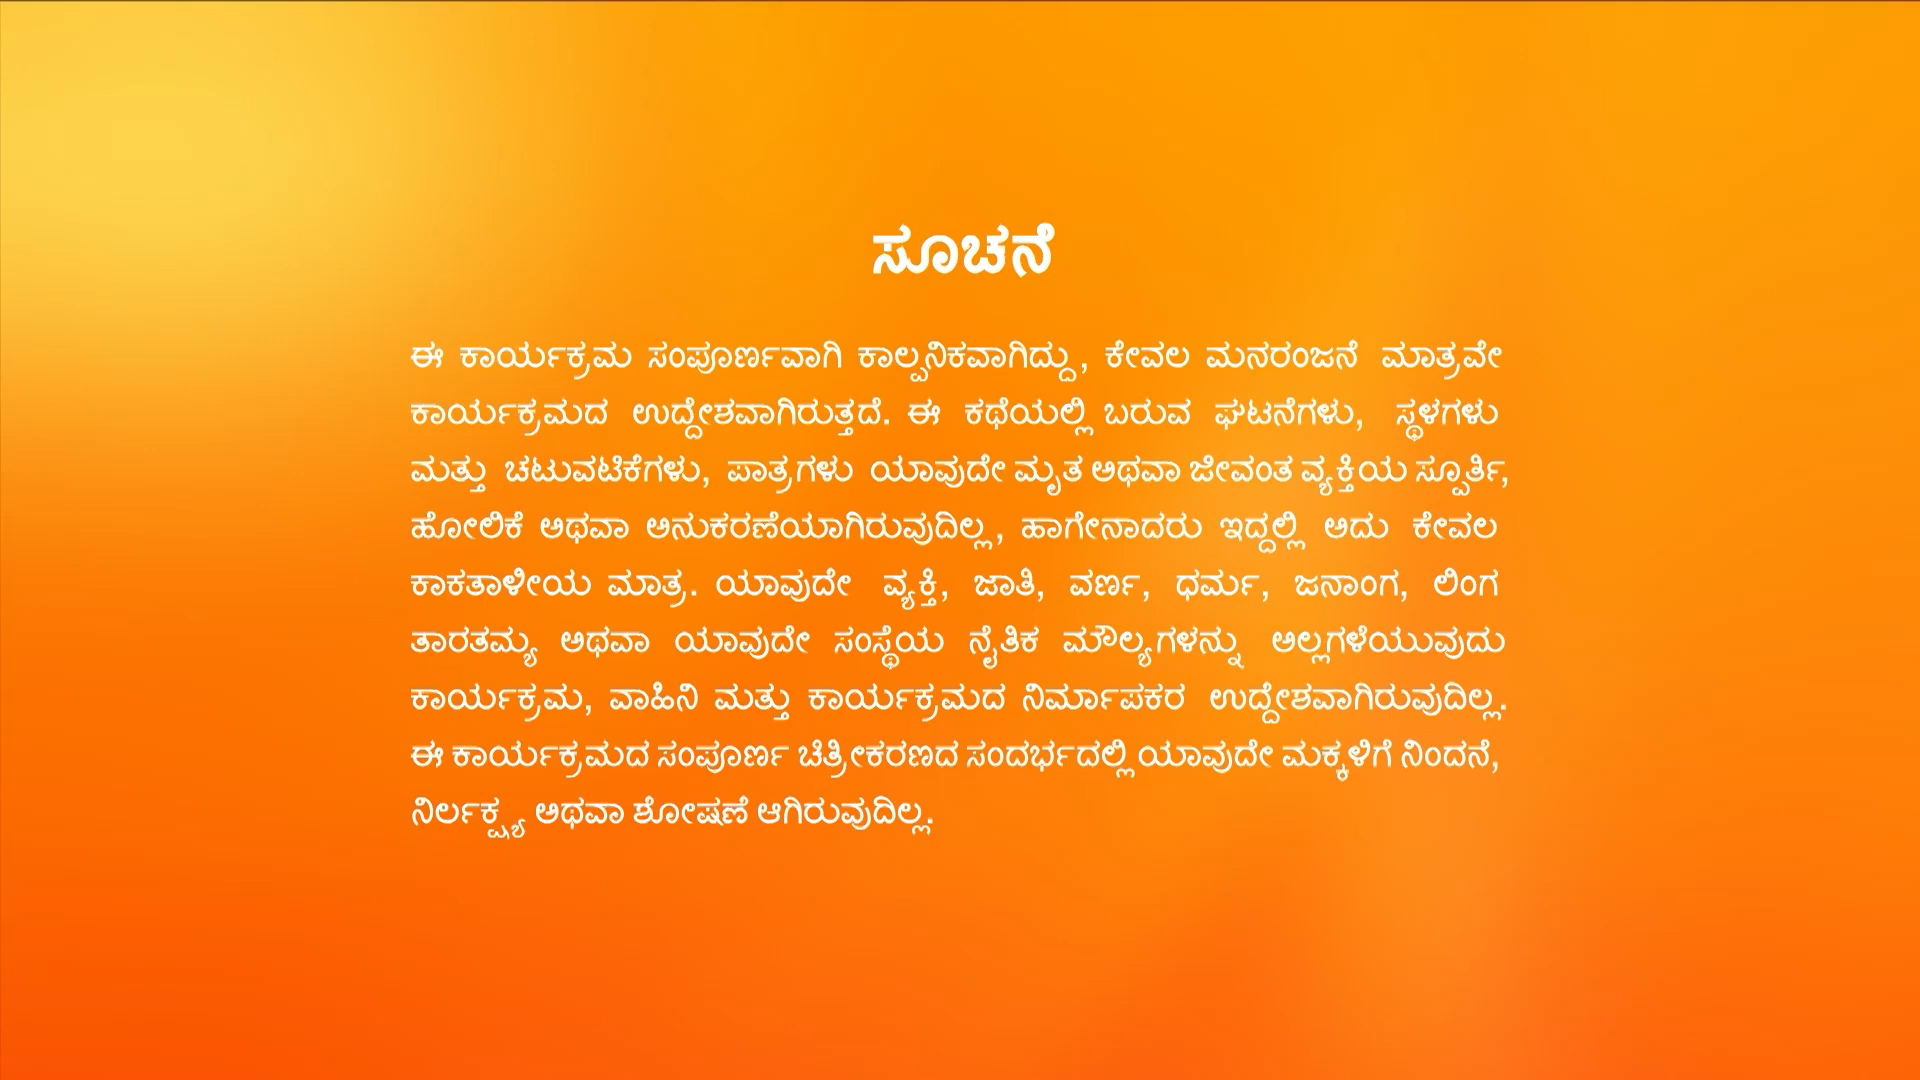 ಸೂಚನೆ
ಈ ಕಾರ್ಯಕ್ರಮ ಸಂಪೂರ್ಣವಾಗಿ ಕಾಲ್ಪನಿಕವಾಗಿದ್ದು, ಕೇವಲ ಮನರಂಜನೆ ಮಾತ್ರವೇ
ಕಾರ್ಯಕ್ರಮದ ಉದ್ದೇಶವಾಗಿರುತ್ತದೆ. ಈ ಕಥೆಯಲ್ಲಿ ಬರುವ ಘಟನೆಗಳು, ಸ್ಥಳಗಳು
ಮತ್ತು ಚಟುವಟಿಕೆಗಳು, ಪಾತ್ರಗಳು ಯಾವುದೇ ಮೃತ ಅಥವಾ ಜೀವಂತ ವ್ಯಕ್ತಿಯ ಸ್ಪೂರ್ತಿ,
ಹೋಲಿಕೆ ಅಥವಾ ಅನುಕರಣೆಯಾಗಿರುವುದಿಲ್ಲ, ಹಾಗೇನಾದರು ಇದ್ದಲ್ಲಿ ಅದು ಕೇವಲ
ಕಾಕತಾಳೀಯ ಮಾತ್ರ. ಯಾವುದೇ ವ್ಯಕ್ತಿ, ಜಾತಿ, ವರ್ಣ, ಧರ್ಮ, ಜನಾಂಗ, ಲಿಂಗ
ತಾರತಮ್ಯ ಅಥವಾ ಯಾವುದೇ ಸಂಸ್ಥೆಯ ನೈತಿಕ ಮೌಲ್ಯಗಳನ್ನು ಅಲ್ಲಗಳೆಯುವುದು
ಕಾರ್ಯಕ್ರಮ, ವಾಹಿನಿ ಮತ್ತು ಕಾರ್ಯಕ್ರಮದ ನಿರ್ಮಾಪಕರ ಉದ್ದೇಶವಾಗಿರುವುದಿಲ್ಲ.
ಈ ಕಾರ್ಯಕ್ರಮದ ಸಂಪೂರ್ಣ ಚಿತ್ರೀಕರಣದ ಸಂದರ್ಭದಲ್ಲಿ ಯಾವುದೇ ಮಕ್ಕಳಿಗೆ ನಿಂದನೆ,
ನಿರ್ಲಕ್ಷ್ಯ ಅಥವಾ ಶೋಷಣೆ ಆಗಿರುವುದಿಲ್ಲ.